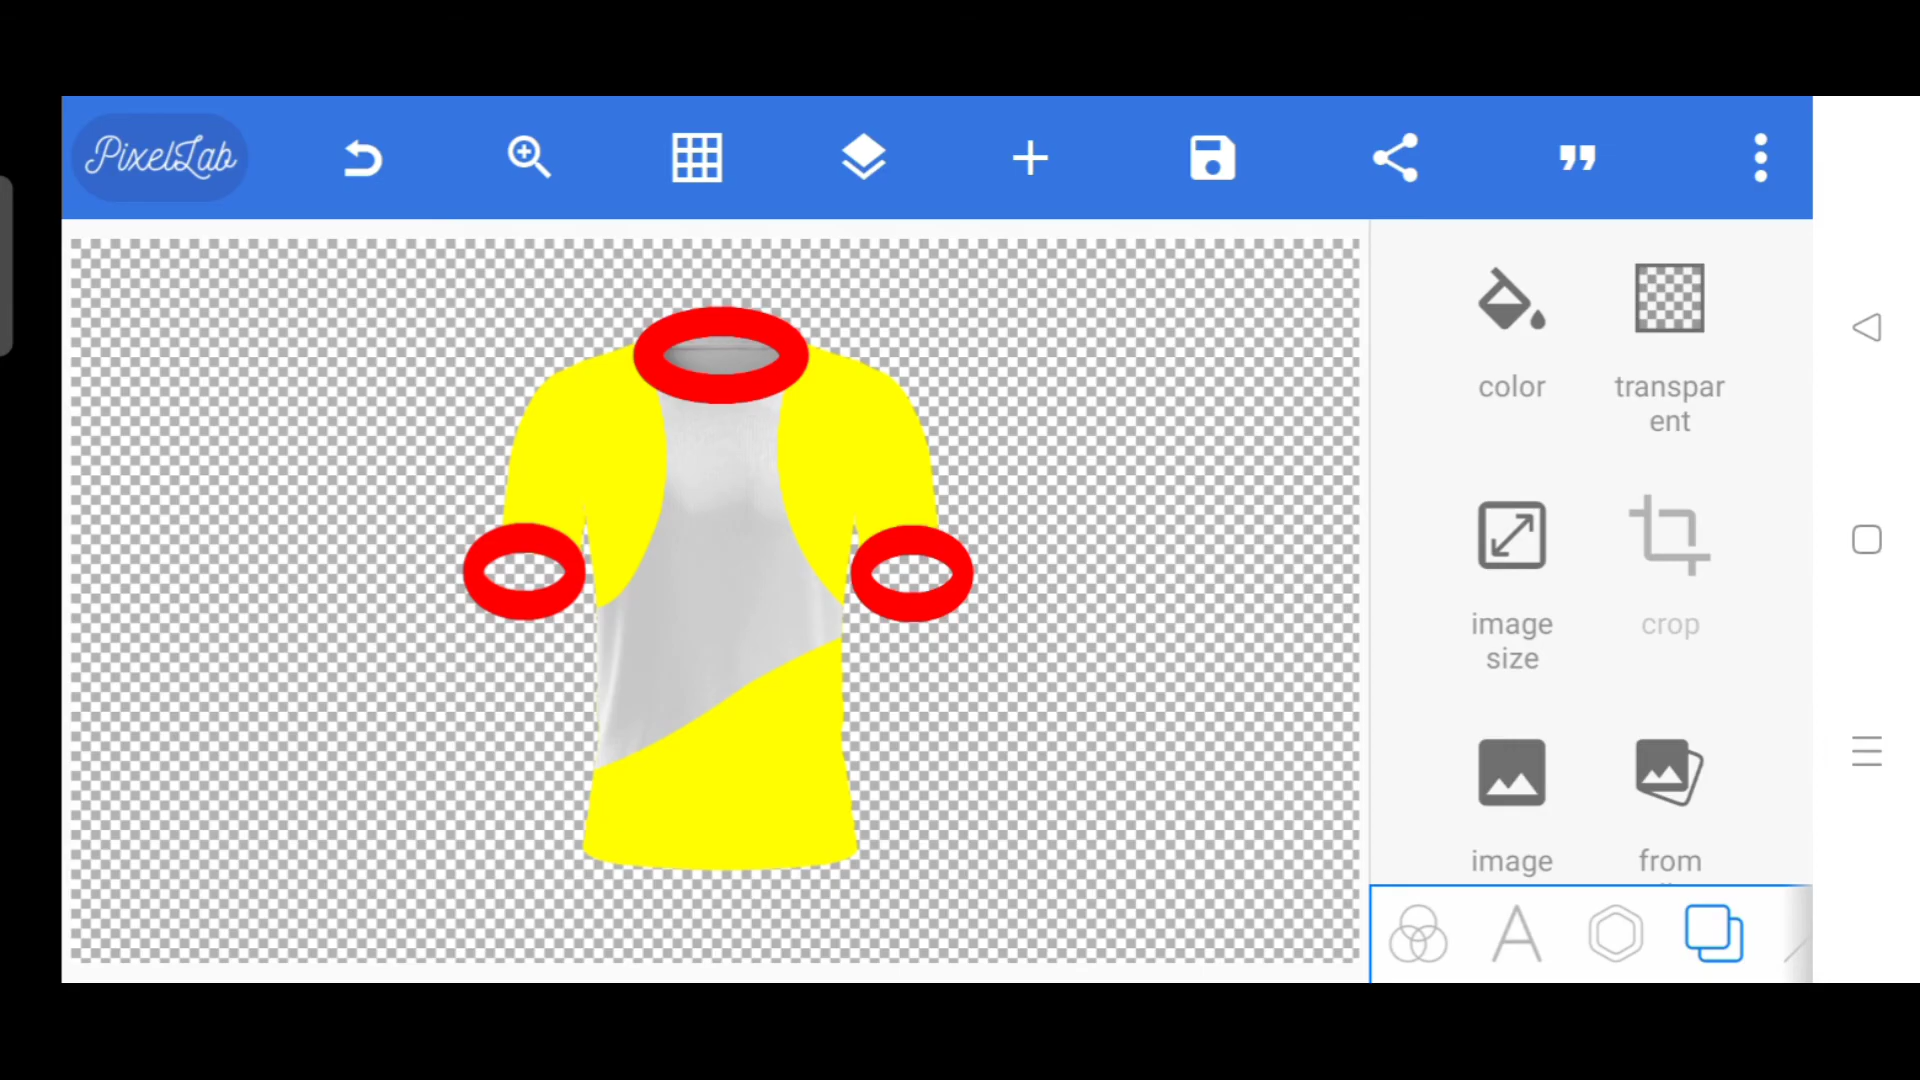 PixelLab
color
transpar
ent
image
size
crop
image
from